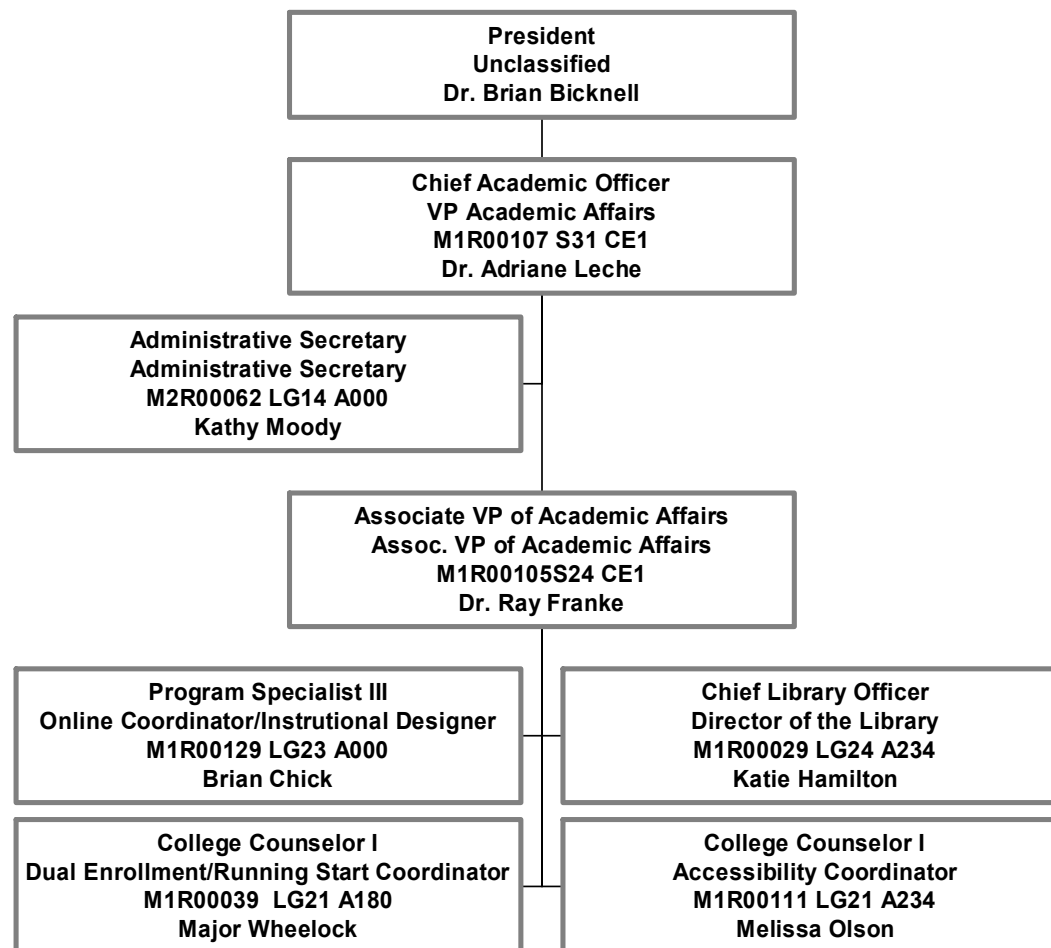 President
Unclassified
Dr. Brian Bicknell
Chief Academic Officer
VP Academic Affairs
M1R00107 S31 CE1
Dr. Adriane Leche
Administrative Secretary
Administrative Secretary
M2R00062 LG14 A000
Kathy Moody
Associate VP of Academic Affairs
Assoc. VP of Academic Affairs
M1R00105S24 CE1
Dr. Ray Franke
Program Specialist III
Online Coordinator/Instrutional Designer
M1R00129 LG23 A000
Brian Chick
Chief Library Officer
Director of the Library
M1R00029 LG24 A234
Katie Hamilton
College Counselor I
Dual Enrollment/Running Start Coordinator
M1R00039  LG21 A180
Major Wheelock
College Counselor I
Accessibility Coordinator
M1R00111 LG21 A234
Melissa Olson